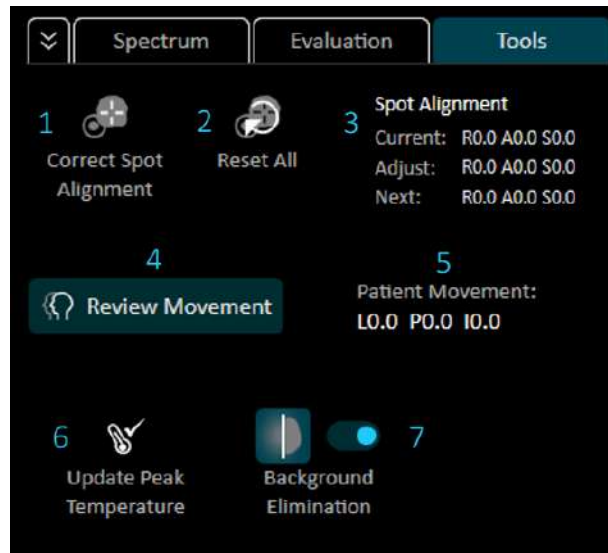 Spectrum
Evaluation
Tools
1
Correct Spot
Alignment
2
Reset All
3
Spot Alignment
Current: R0.0 A0.0 S0.0
Adjust: R0.0 A0.0 S0.0
Next: R0.0 A0.0 S0.0
4
Review Movement
5
Patient Movement:
L0.0 P0.0 I0.0
6
Update Peak
Temperature
7
Background
Elimination